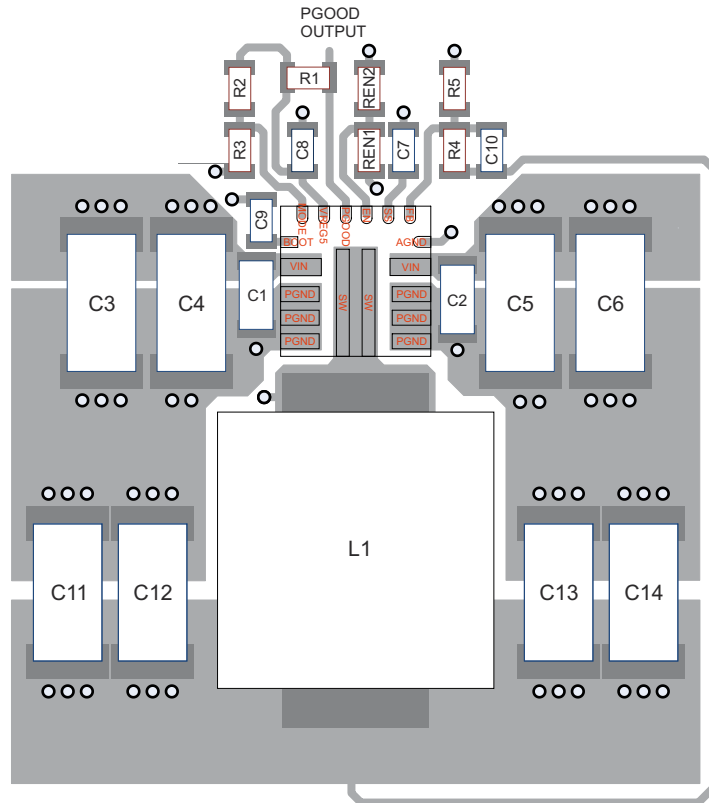 PGOOD
OUTPUT
R2
R1
REN2
R5
R3
C8
REN1
C7
R4
C10
C9
MODE
VREG5
PGOOD
EN
SS
FB
BOOT
AGND
C3
C4
C1
VIN
VIN
C2
C5
C6
PGND
SW
SW
PGND
PGND
PGND
PGND
PGND
L1
C11
C12
C13
C14